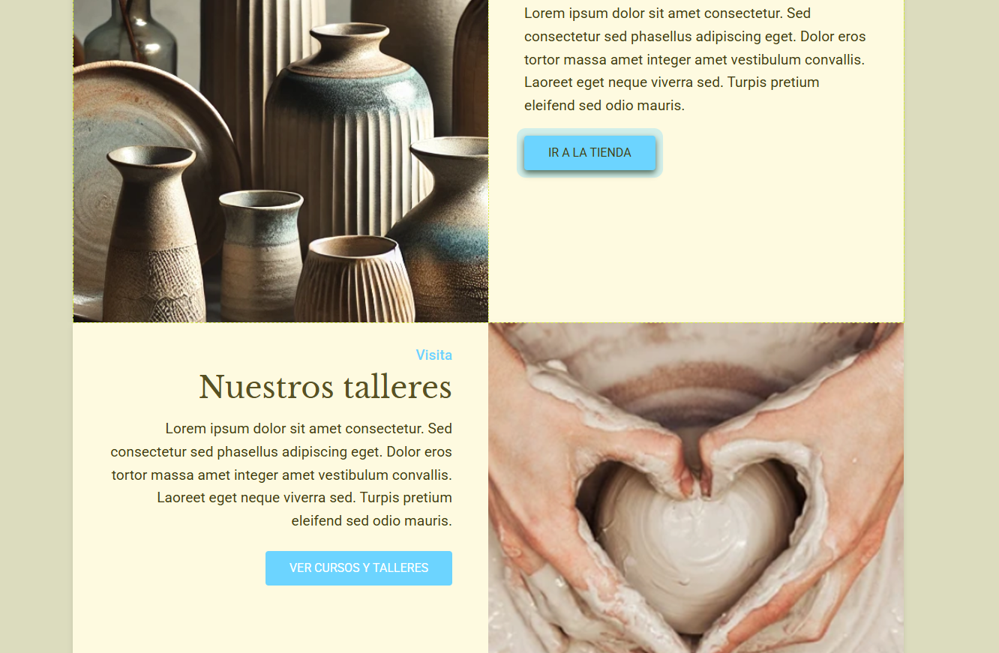 Lorem ipsum dolor sit amet consectetur. Sed
consectetur sed phasellus adipiscing eget. Dolor eros
tortor massa amet integer amet vestibulum convallis.
Laoreet eget neque viverra sed. Turpis pretium
eleifend sed odio mauris.
IR A LA TIENDA
Visita
Nuestros talleres
Lorem ipsum dolor sit amet consectetur. Sed
consectetur sed phasellus adipiscing eget. Dolor eros
tortor massa amet integer amet vestibulum convallis.
Laoreet eget neque viverra sed. Turpis pretium
eleifend sed odio mauris.
VER CURSOS Y TALLERES